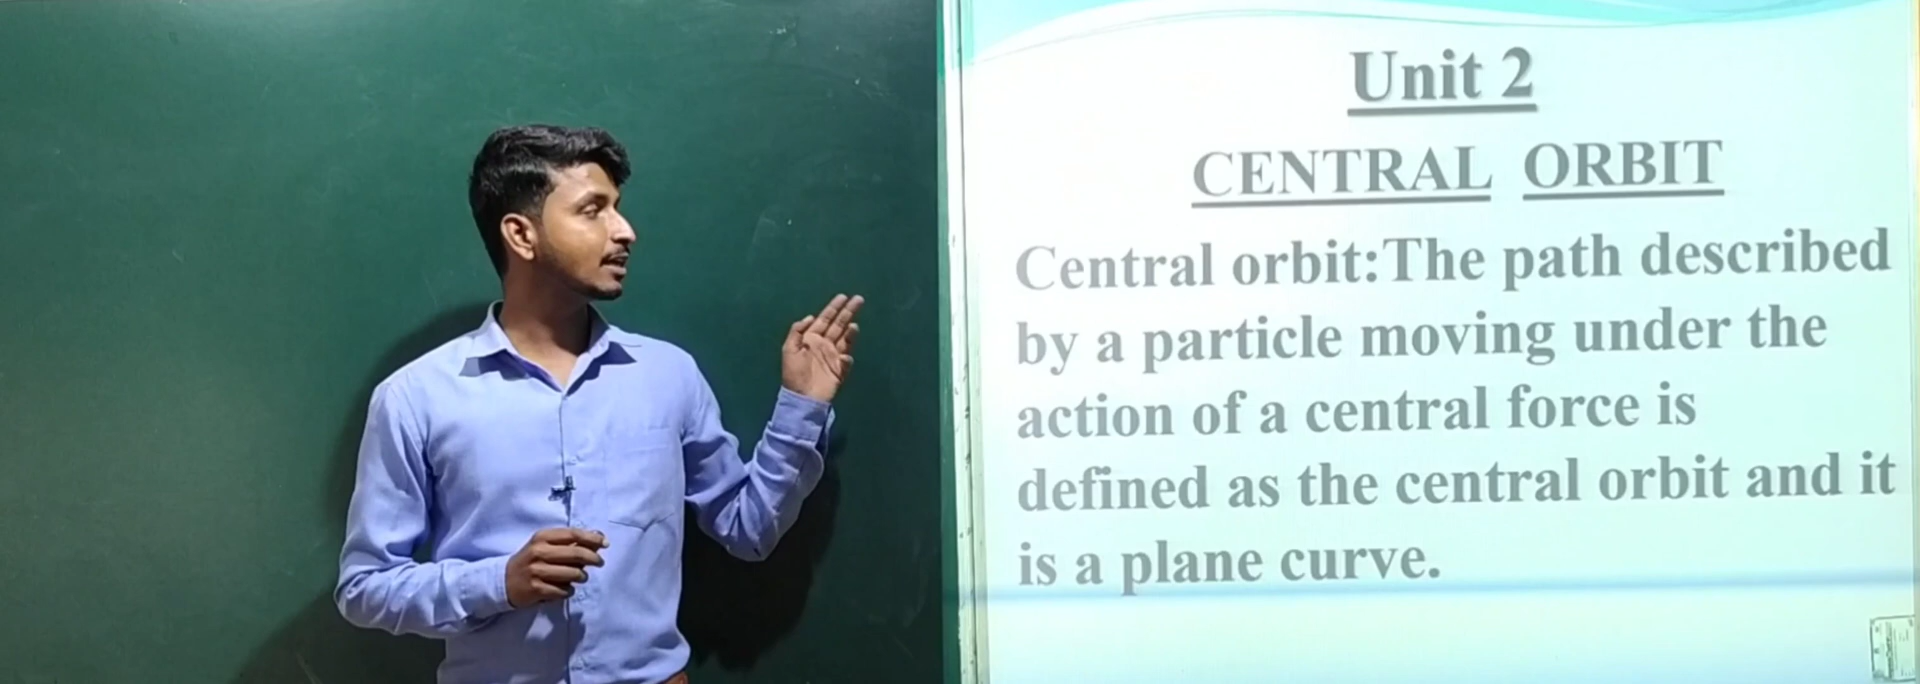 Unit 2
CENTRAL ORBIT
Central orbit:The path described
by a particle moving under the
action of a central force is
defined as the central orbit and it
is a plane curve.